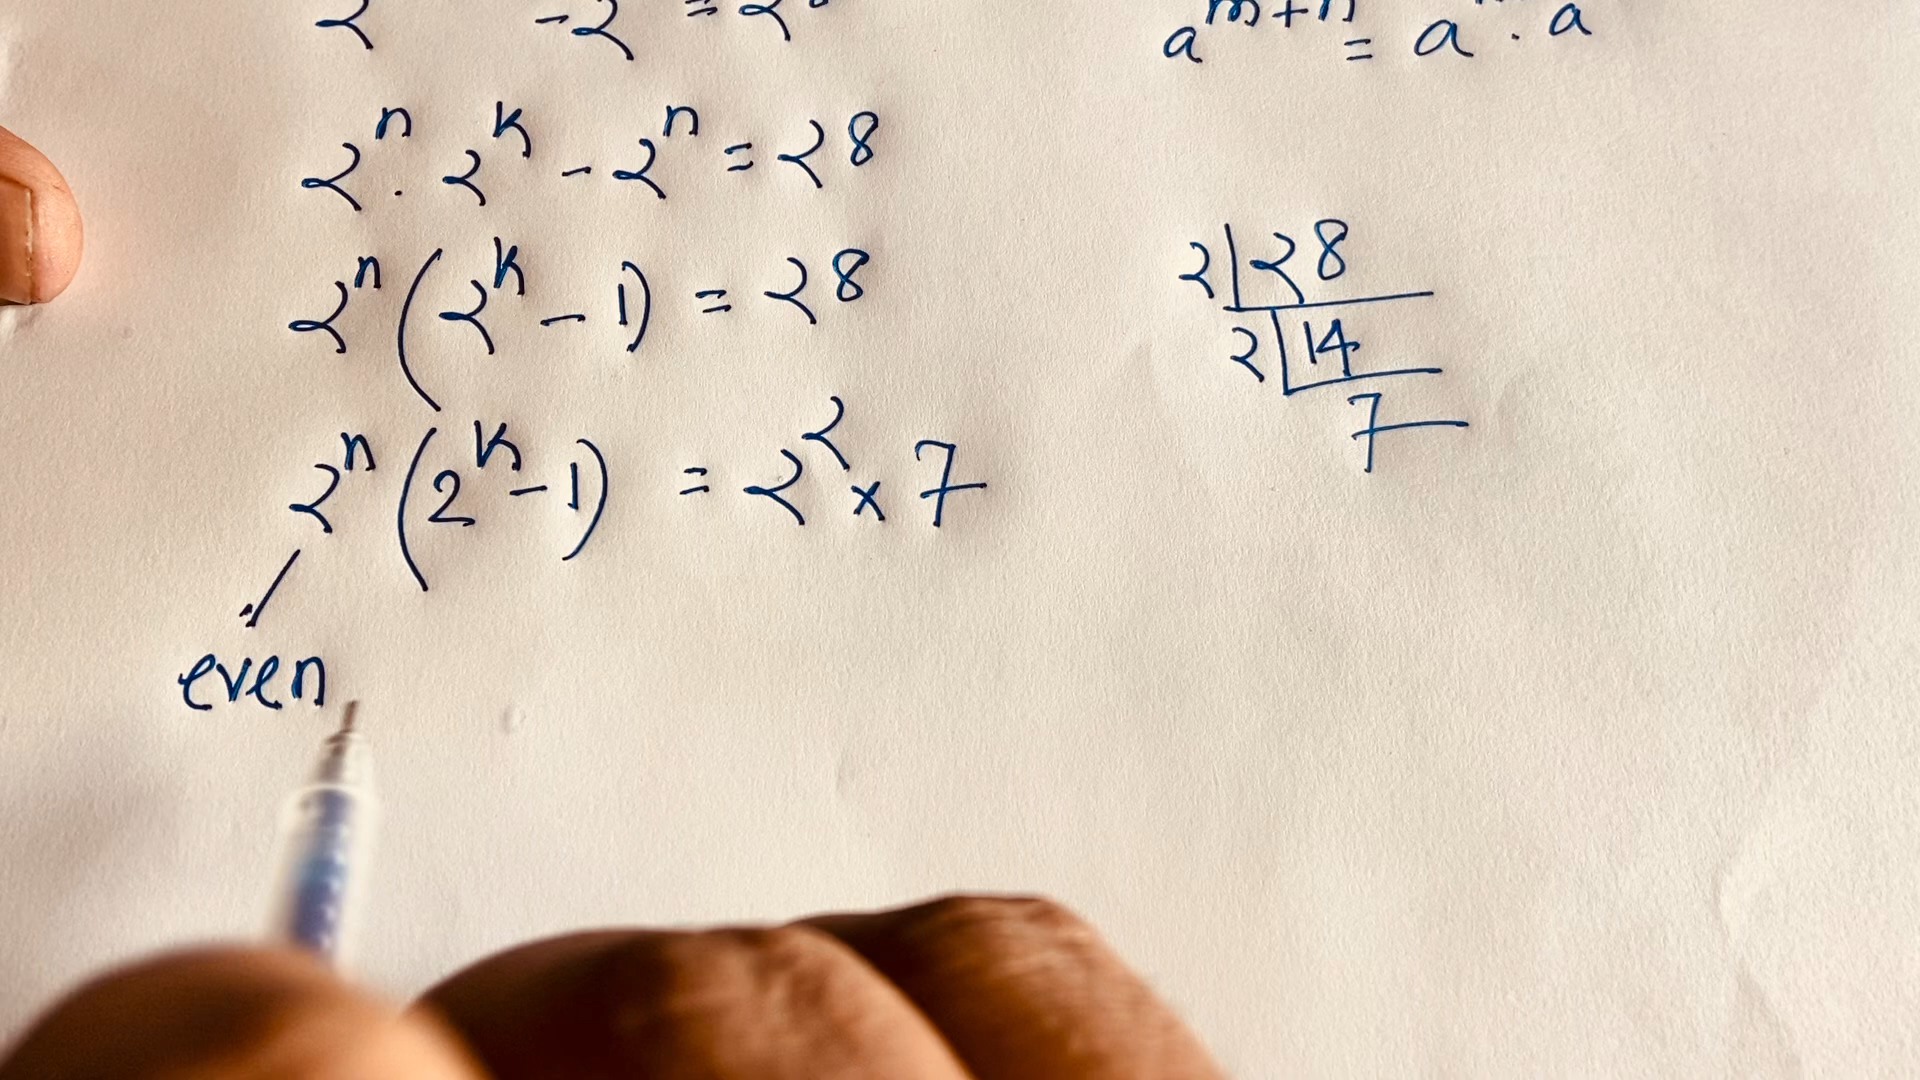 2ⁿ · 2ᵏ - 2ⁿ = 28
2ⁿ (2ᵏ - 1) = 28
2ⁿ (2ᵏ - 1) = 2² × 7
even
aᵐ⁺ⁿ = a · a
2 | 28
2 | 14
7